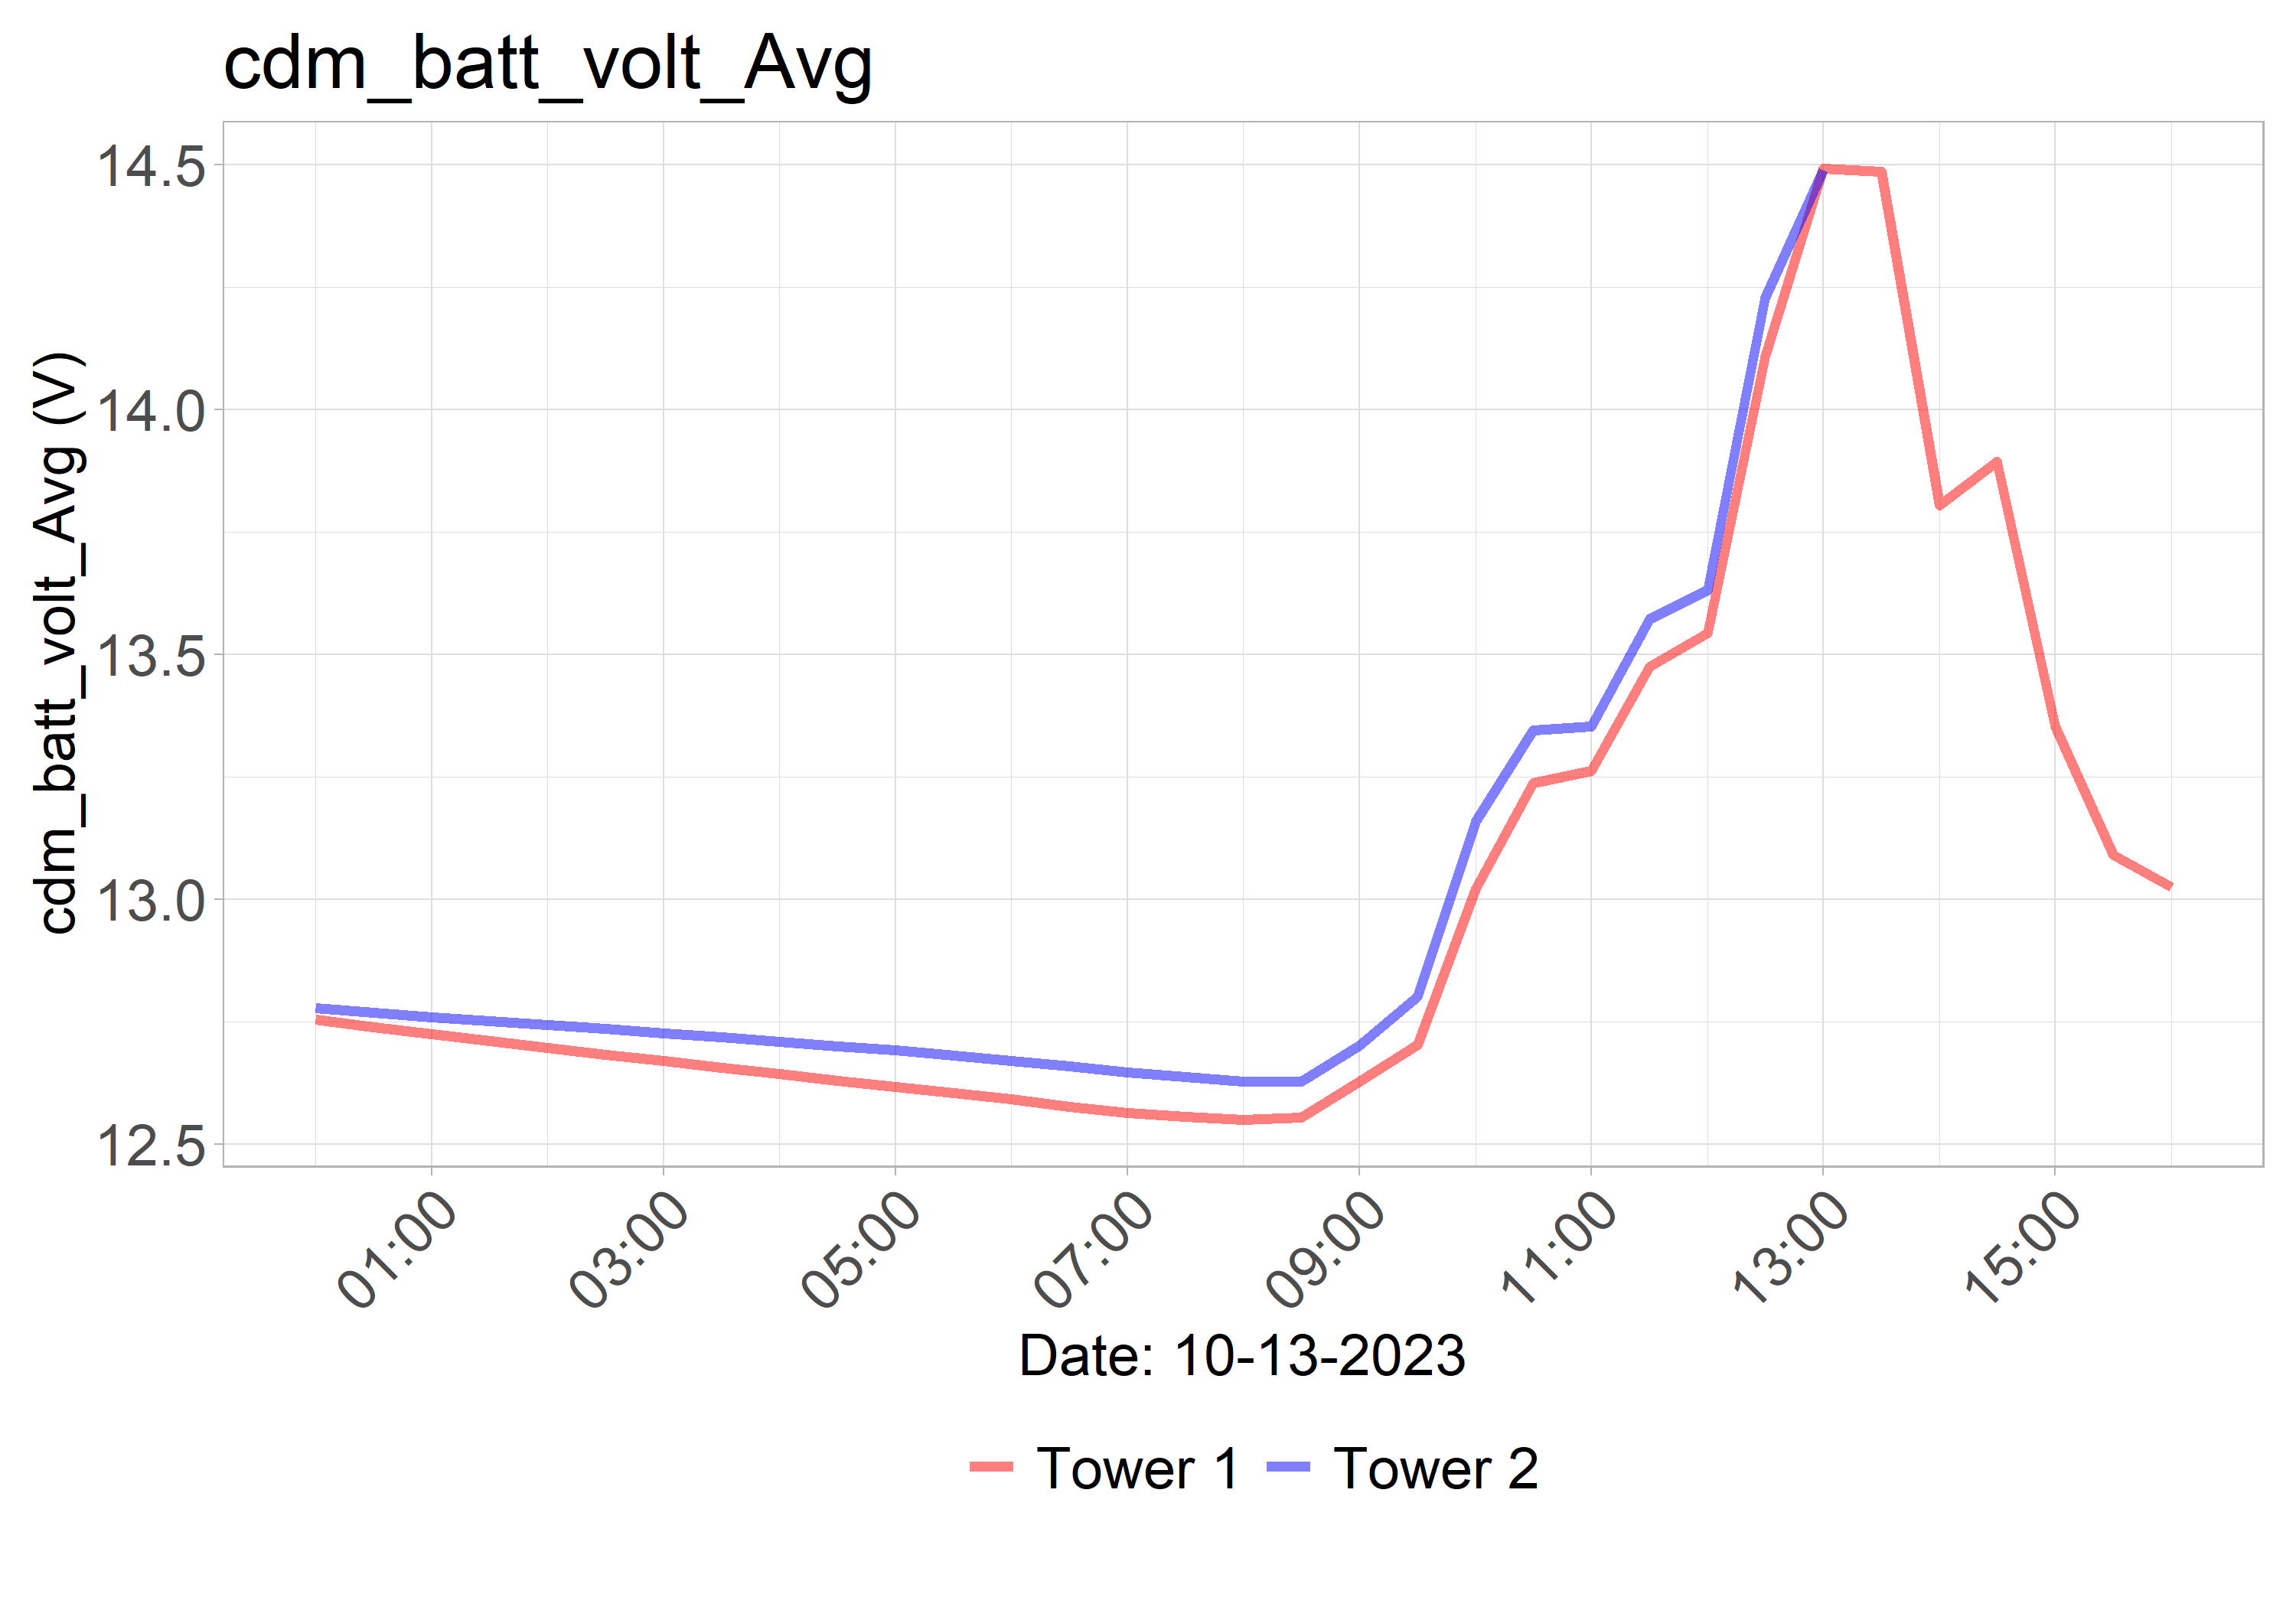 cdm_batt_volt_Avg
cdm_batt_volt_Avg (V)
14.5
14.0
13.5
13.0
12.5
01:00 03:00 05:00 07:00 09:00 11:00 13:00 15:00
Date: 10-13-2023
Tower 1 Tower 2